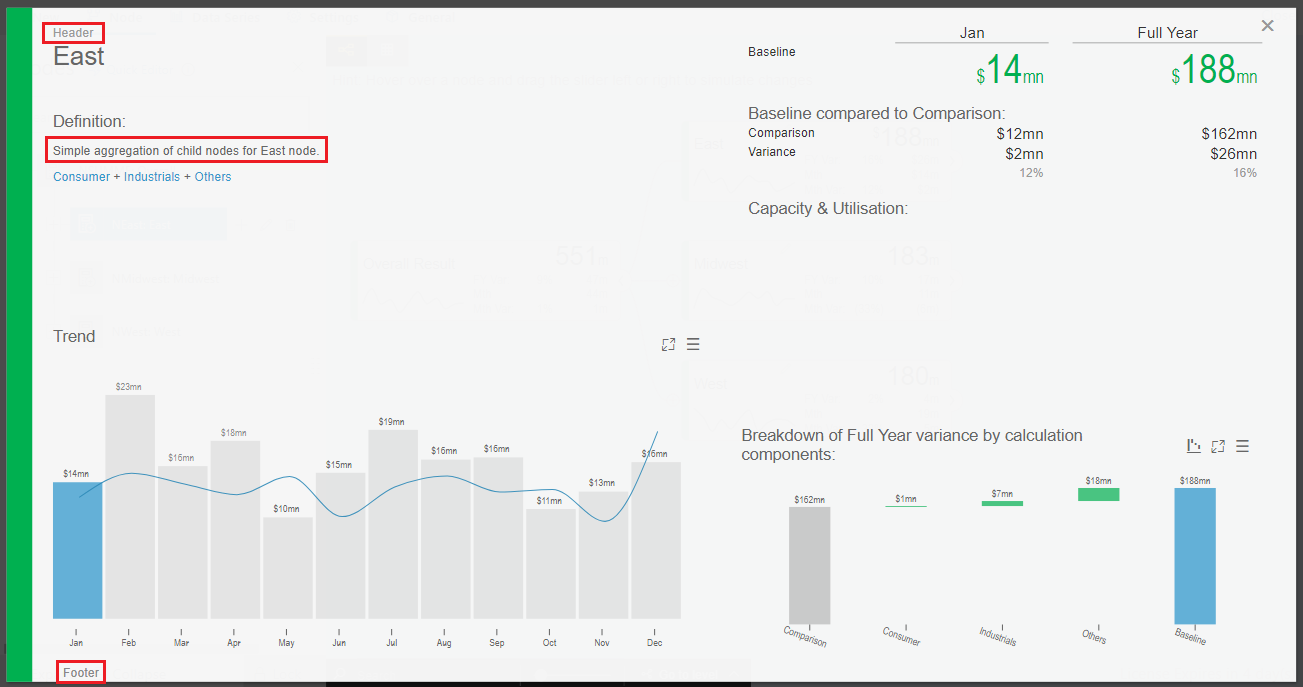 Header
East
Definition:
Simple aggregation of child nodes for East node.
Consumer + Industrials + Others
Jan
Full Year
Baseline
$14mn
$188mn
Baseline compared to Comparison:
Comparison $12mn $162mn
Variance $2mn $26mn
12% 16%
Capacity & Utilisation:
Trend
$14mn
$23mn
$16mn
$18mn
$10mn
$15mn
$19mn
$16mn
$16mn
$11mn
$13mn
$16mn
Jan Feb Mar Apr May Jun Jul Aug Sep Oct Nov Dec
Breakdown of Full Year variance by calculation
components:
$162mn
$1mn
$7mn
$18mn
$188mn
Comparison
Consumer
Industrials
Others
Baseline
Footer